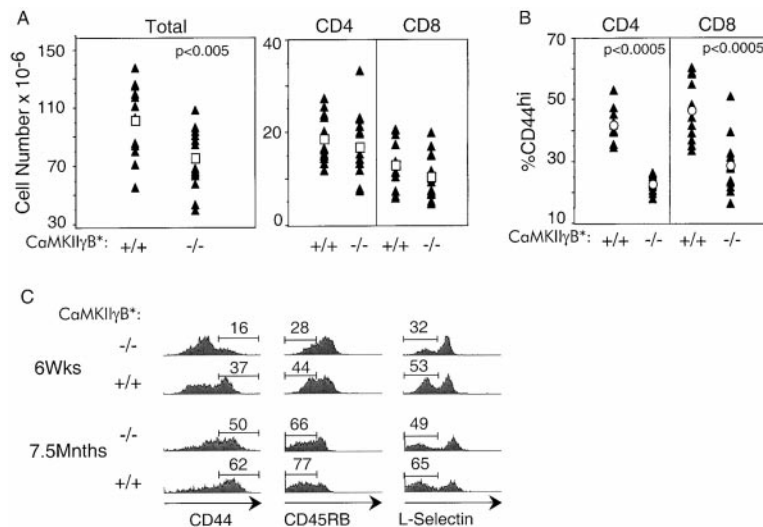 A
Total
p<0.005
Cell Number x 10-6
150
110
70
30
CaMKIIγB*: +/+ -/-
CD4 CD8
40
20
0
+/+ -/- +/+ -/-
B
CD4 CD8
p<0.0005 p<0.0005
%CD44hi
70
50
30
10
CaMKIIγB*: +/+ -/- +/+ -/-
C
CaMKIIγB*:
6Wks
-/- 16 28 32
+/+ 37 44 53
7.5Mnths
-/- 50 66 49
+/+ 62 77 65
CD44 CD45RB L-Selectin